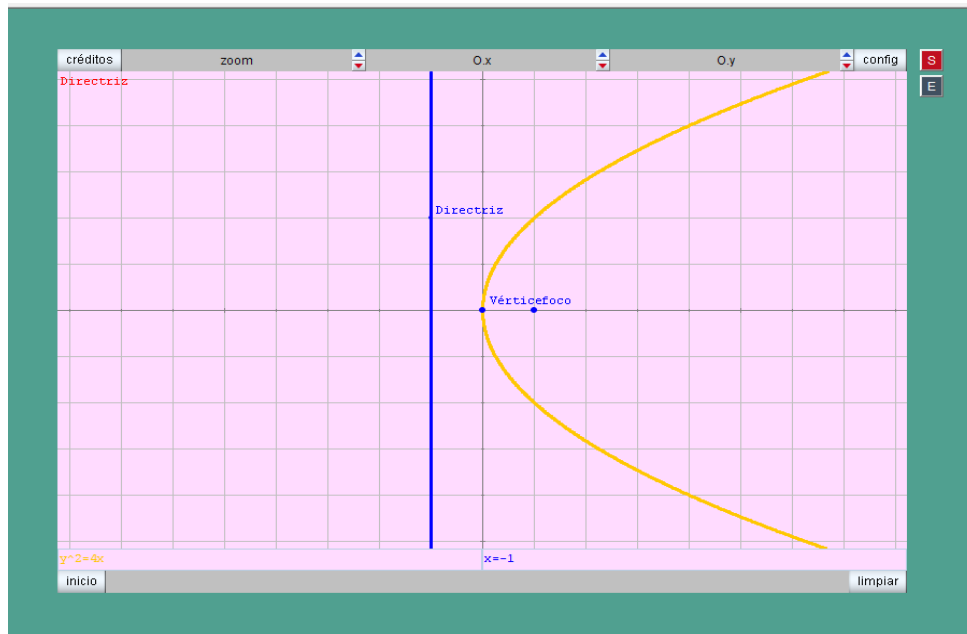 créditos zoom O.x O.y config
S
E
Directriz
Directriz
Vérticefoco
y^2=4x x=-1
inicio limpiar